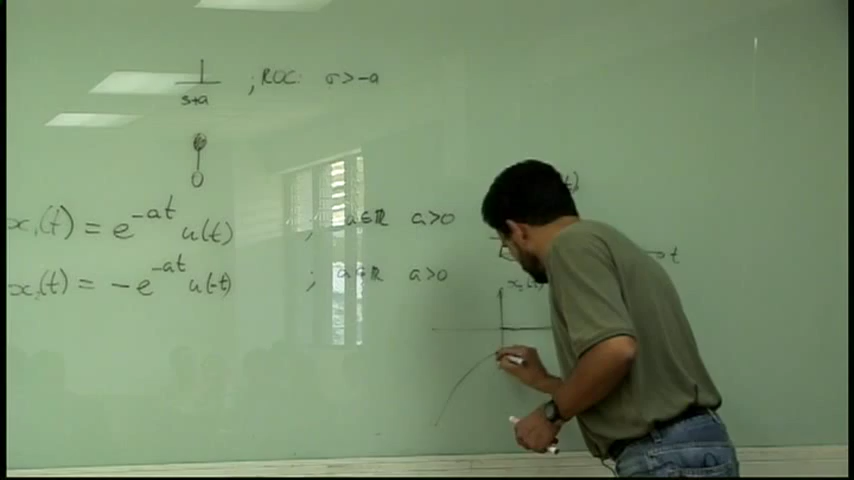 1
s+a
; ROC: σ>-a
x₁(t) = e^{-at} u(t) ; a∈ℝ a>0
t
x₂(t) = -e^{-at} u(-t) ; a∈ℝ a>0
x₂(t)